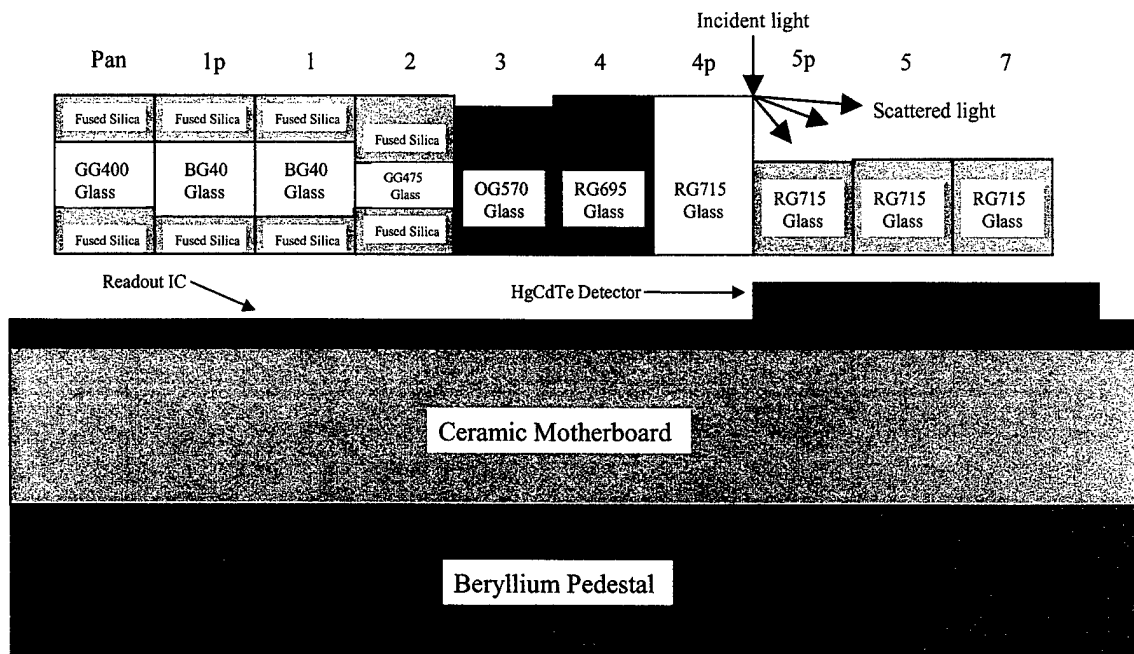 Incident light
Pan 1p 1 2 3 4 4p 5p 5 7
Scattered light
Fused Silica Fused Silica Fused Silica
Fused Silica
GG400 Glass
BG40 Glass
BG40 Glass
GG475 Glass
OG570 Glass
RG695 Glass
RG715 Glass
RG715 Glass
RG715 Glass
RG715 Glass
Fused Silica Fused Silica Fused Silica Fused Silica
Readout IC
HgCdTe Detector
Ceramic Motherboard
Beryllium Pedestal